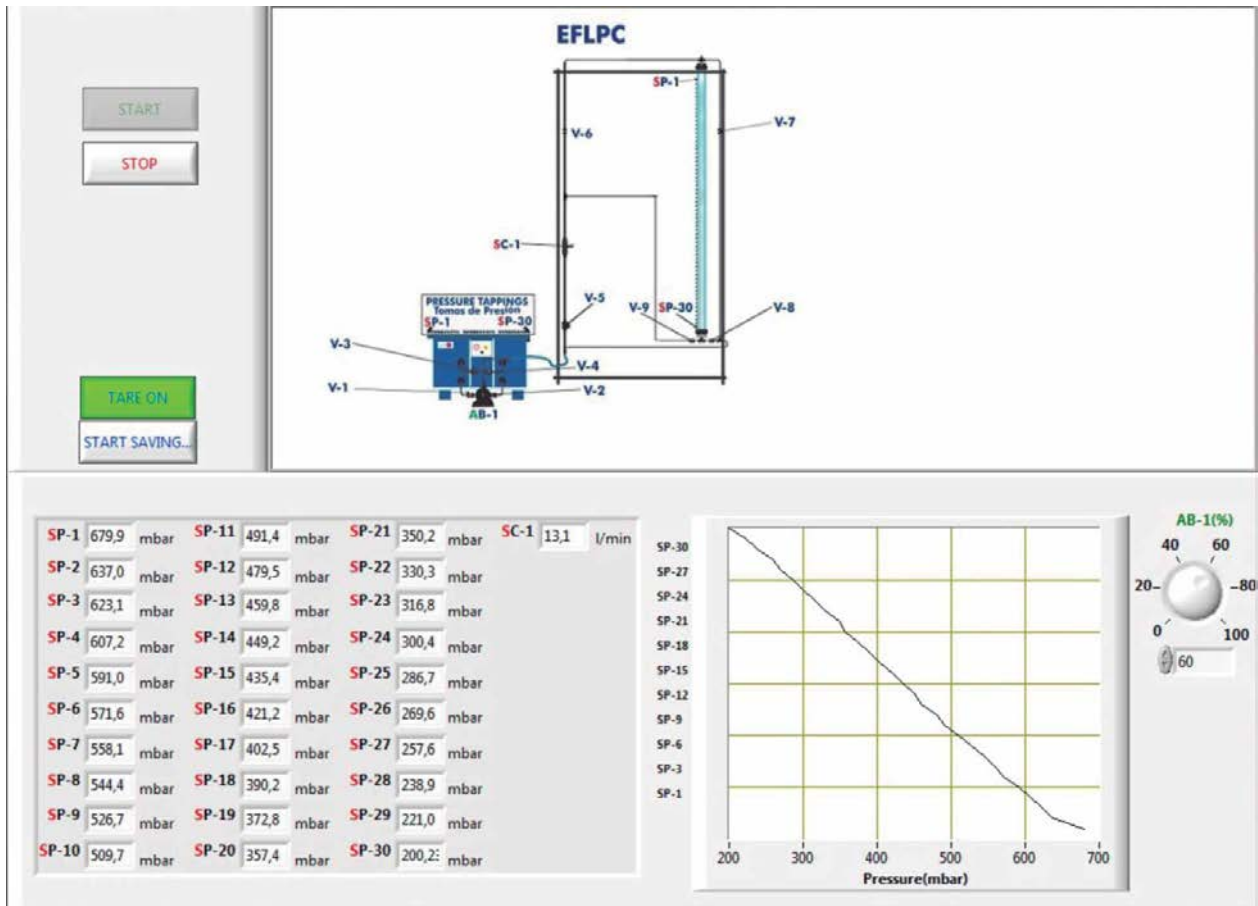 EFLPC
START
STOP
TARE ON
START SAVING...
SP-1
V-6
V-7
SC-1
V-5
V-9
SP-30
V-8
PRESSURE TAPPINGS
Tomas de Presión
SP-1 SP-30
V-3
V-4
V-1
V-2
AB-1
SP-1 679,9 mbar SP-11 491,4 mbar SP-21 350,2 mbar SC-1 13,1 l/min
SP-2 637,0 mbar SP-12 479,5 mbar SP-22 330,3 mbar
SP-3 623,1 mbar SP-13 459,8 mbar SP-23 316,8 mbar
SP-4 607,2 mbar SP-14 449,2 mbar SP-24 300,4 mbar
SP-5 591,0 mbar SP-15 435,4 mbar SP-25 286,7 mbar
SP-6 571,6 mbar SP-16 421,2 mbar SP-26 269,6 mbar
SP-7 558,1 mbar SP-17 402,5 mbar SP-27 257,6 mbar
SP-8 544,4 mbar SP-18 390,2 mbar SP-28 238,9 mbar
SP-9 526,7 mbar SP-19 372,8 mbar SP-29 221,0 mbar
SP-10 509,7 mbar SP-20 357,4 mbar SP-30 200,2 mbar
SP-30
SP-27
SP-24
SP-21
SP-18
SP-15
SP-12
SP-9
SP-6
SP-3
SP-1
200 300 400 500 600 700
Pressure(mbar)
AB-1(%)
40 60
20 80
0 100
60